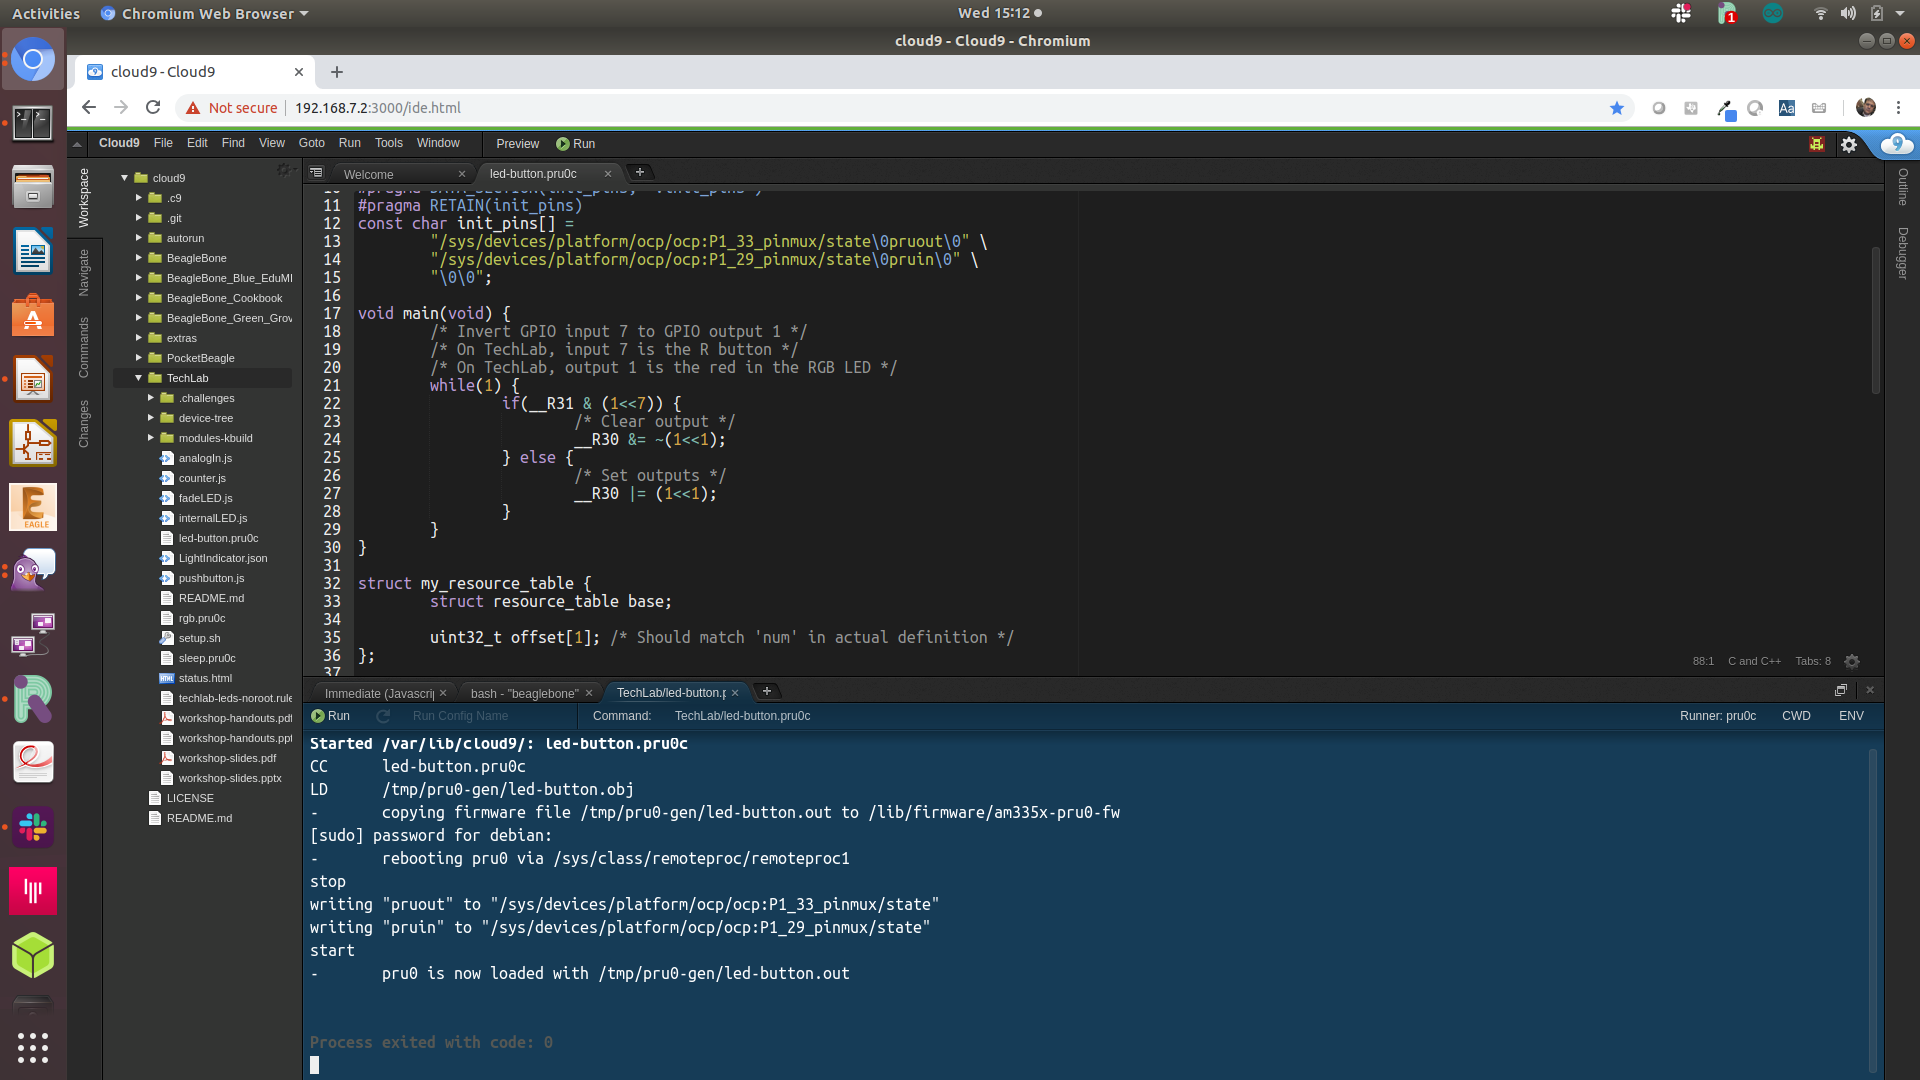 Activities
Chromium Web Browser
Wed 15:12
1
cloud9 - Cloud9 - Chromium
cloud9 - Cloud9
Not secure
192.168.7.2:3000/ide.html
Aa
Cloud9 File Edit Find View Goto Run Tools Window Preview Run
9
Workspace
Navigate
Commands
Changes
Outline
Debugger
cloud9
.c9
.git
autorun
BeagleBone
BeagleBone_Blue_EduMI
BeagleBone_Cookbook
BeagleBone_Green_Grov
extras
PocketBeagle
TechLab
.challenges
device-tree
modules-kbuild
analogIn.js
counter.js
fadeLED.js
internalLED.js
led-button.pru0c
LightIndicator.json
pushbutton.js
README.md
rgb.pru0c
setup.sh
sleep.pru0c
status.html
techlab-leds-noroot.rule
workshop-handouts.pdf
workshop-handouts.ppt
workshop-slides.pdf
workshop-slides.pptx
LICENSE
README.md
EAGLE
Welcome
led-button.pru0c
10 #pragma DATA_SECTION(init_pins, ".init_pins")
11 #pragma RETAIN(init_pins)
12 const char init_pins[] =
13 "/sys/devices/platform/ocp/ocp:P1_33_pinmux/state\0pruout\0" \
14 "/sys/devices/platform/ocp/ocp:P1_29_pinmux/state\0pruin\0" \
15 "\0\0";
16
17 void main(void) {
18 /* Invert GPIO input 7 to GPIO output 1 */
19 /* On TechLab, input 7 is the R button */
20 /* On TechLab, output 1 is the red in the RGB LED */
21 while(1) {
22 if(__R31 & (1<<7)) {
23 /* Clear output */
24 __R30 &= ~(1<<1);
25 } else {
26 /* Set outputs */
27 __R30 |= (1<<1);
28 }
29 }
30 }
31
32 struct my_resource_table {
33 struct resource_table base;
34
35 uint32_t offset[1]; /* Should match 'num' in actual definition */
36 };
37
88:1 C and C++ Tabs: 8
Immediate (Javascrip
bash - "beaglebone"
TechLab/led-button.p
Run
Run Config Name
Command: TechLab/led-button.pru0c
Runner: pru0c CWD ENV
Started /var/lib/cloud9/: led-button.pru0c
CC led-button.pru0c
LD /tmp/pru0-gen/led-button.obj
- copying firmware file /tmp/pru0-gen/led-button.out to /lib/firmware/am335x-pru0-fw
[sudo] password for debian:
- rebooting pru0 via /sys/class/remoteproc/remoteproc1
stop
writing "pruout" to "/sys/devices/platform/ocp/ocp:P1_33_pinmux/state"
writing "pruin" to "/sys/devices/platform/ocp/ocp:P1_29_pinmux/state"
start
- pru0 is now loaded with /tmp/pru0-gen/led-button.out
Process exited with code: 0